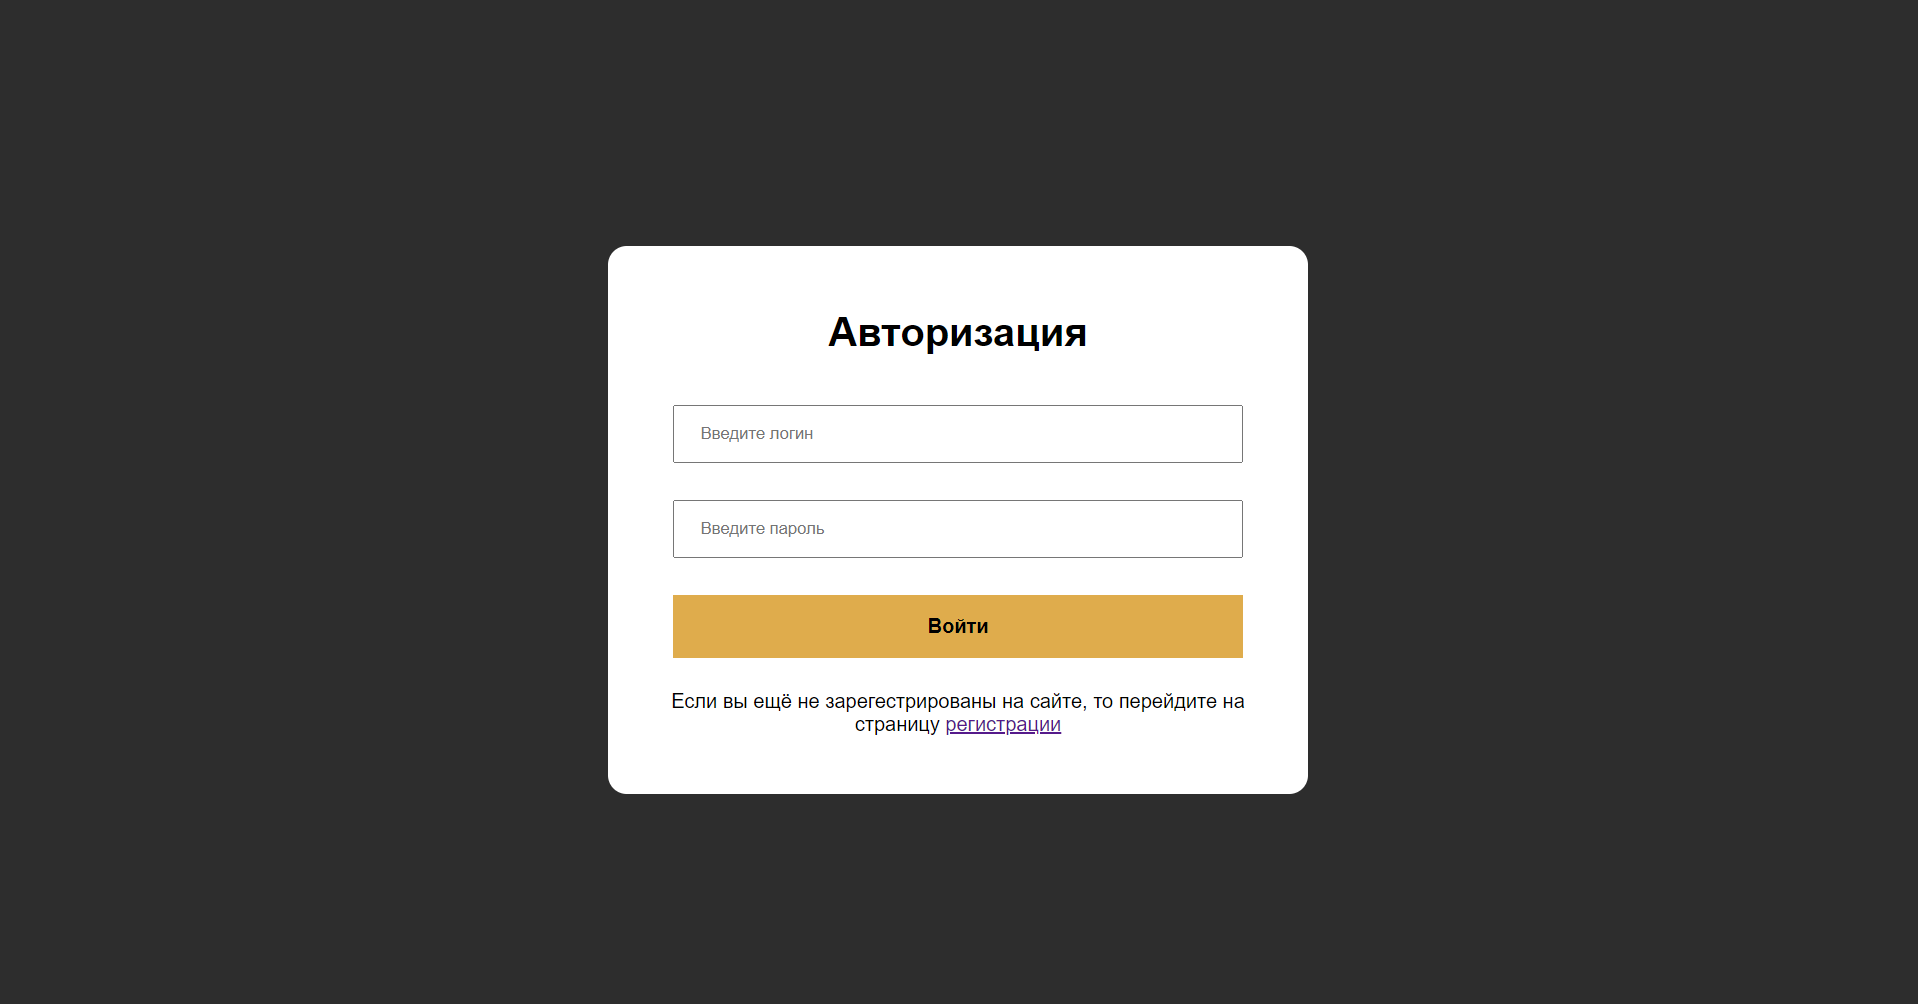 Авторизация
Введите логин
Введите пароль
Войти
Если вы ещё не зарегестрированы на сайте, то перейдите на
страницу регистрации